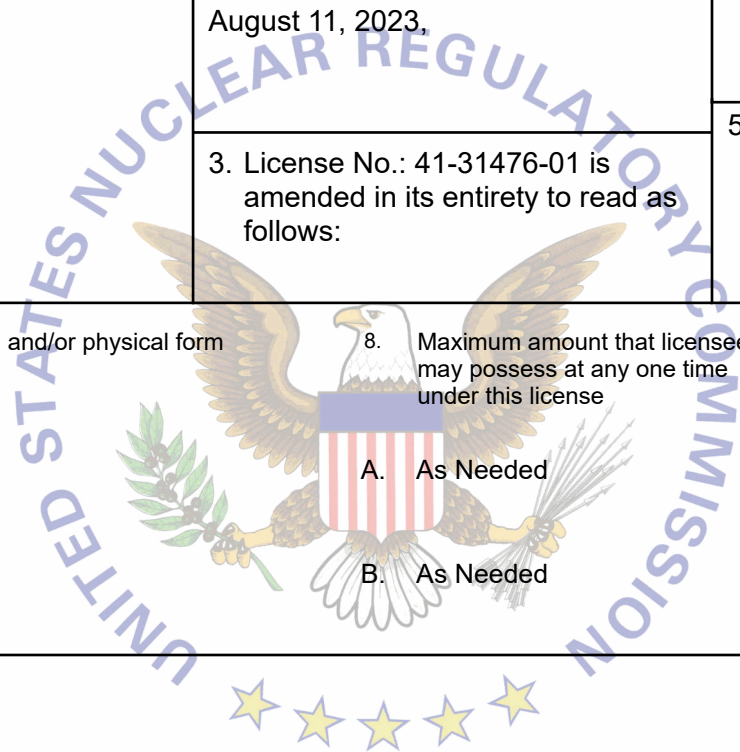 August 11, 2023,
5
3. License No.: 41-31476-01 is
amended in its entirety to read as
follows:
and/or physical form
8. Maximum amount that licensee
may possess at any one time
under this license
A. As Needed
B. As Needed
UNITED STATES NUCLEAR REGULATORY COMMISSION